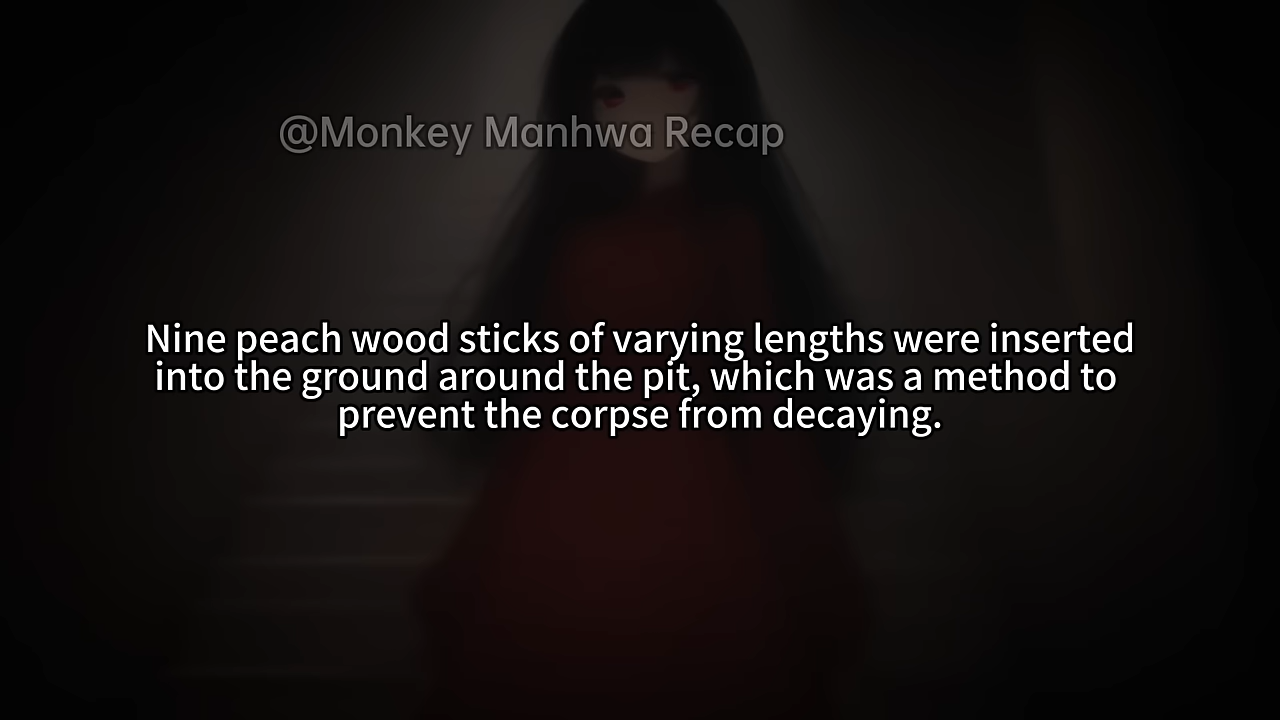 @Monkey Manhwa Recap
Nine peach wood sticks of varying lengths were inserted
into the ground around the pit, which was a method to
prevent the corpse from decaying.